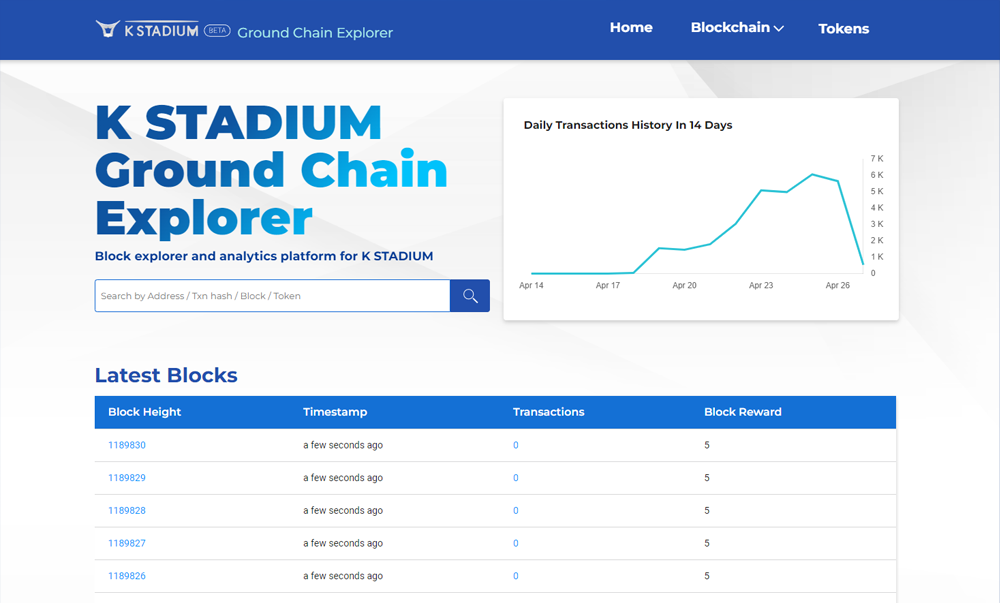 K STADIUM BETA Ground Chain Explorer
Home Blockchain Tokens
K STADIUM
Ground Chain
Explorer
Block explorer and analytics platform for K STADIUM
Search by Address / Txn hash / Block / Token
Daily Transactions History In 14 Days
7 K
6 K
5 K
4 K
3 K
2 K
1 K
0
Apr 14 Apr 17 Apr 20 Apr 23 Apr 26
Latest Blocks
Block Height Timestamp Transactions Block Reward
1189830 a few seconds ago 0 5
1189829 a few seconds ago 0 5
1189828 a few seconds ago 0 5
1189827 a few seconds ago 0 5
1189826 a few seconds ago 0 5